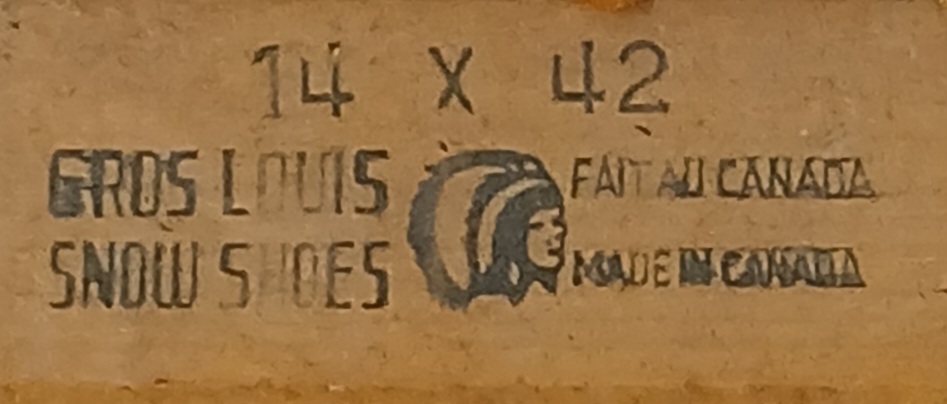 14 X 42
GROS LOUIS
SNOW SHOES
FAIT AU CANADA
MADE IN CANADA